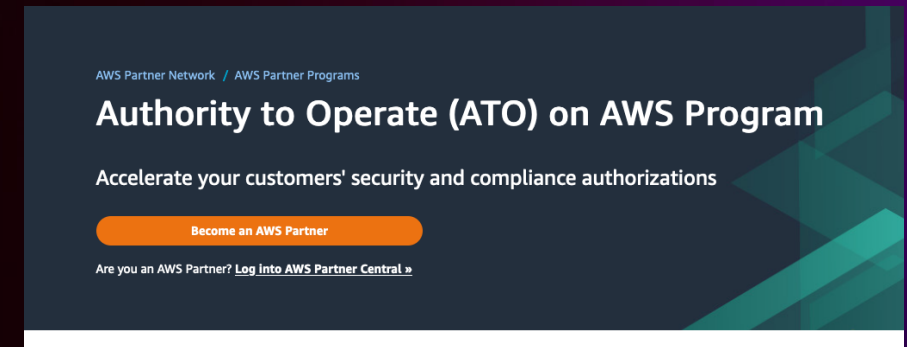 AWS Partner Network / AWS Partner Programs
Authority to Operate (ATO) on AWS Program
Accelerate your customers' security and compliance authorizations
Become an AWS Partner
Are you an AWS Partner? Log into AWS Partner Central »